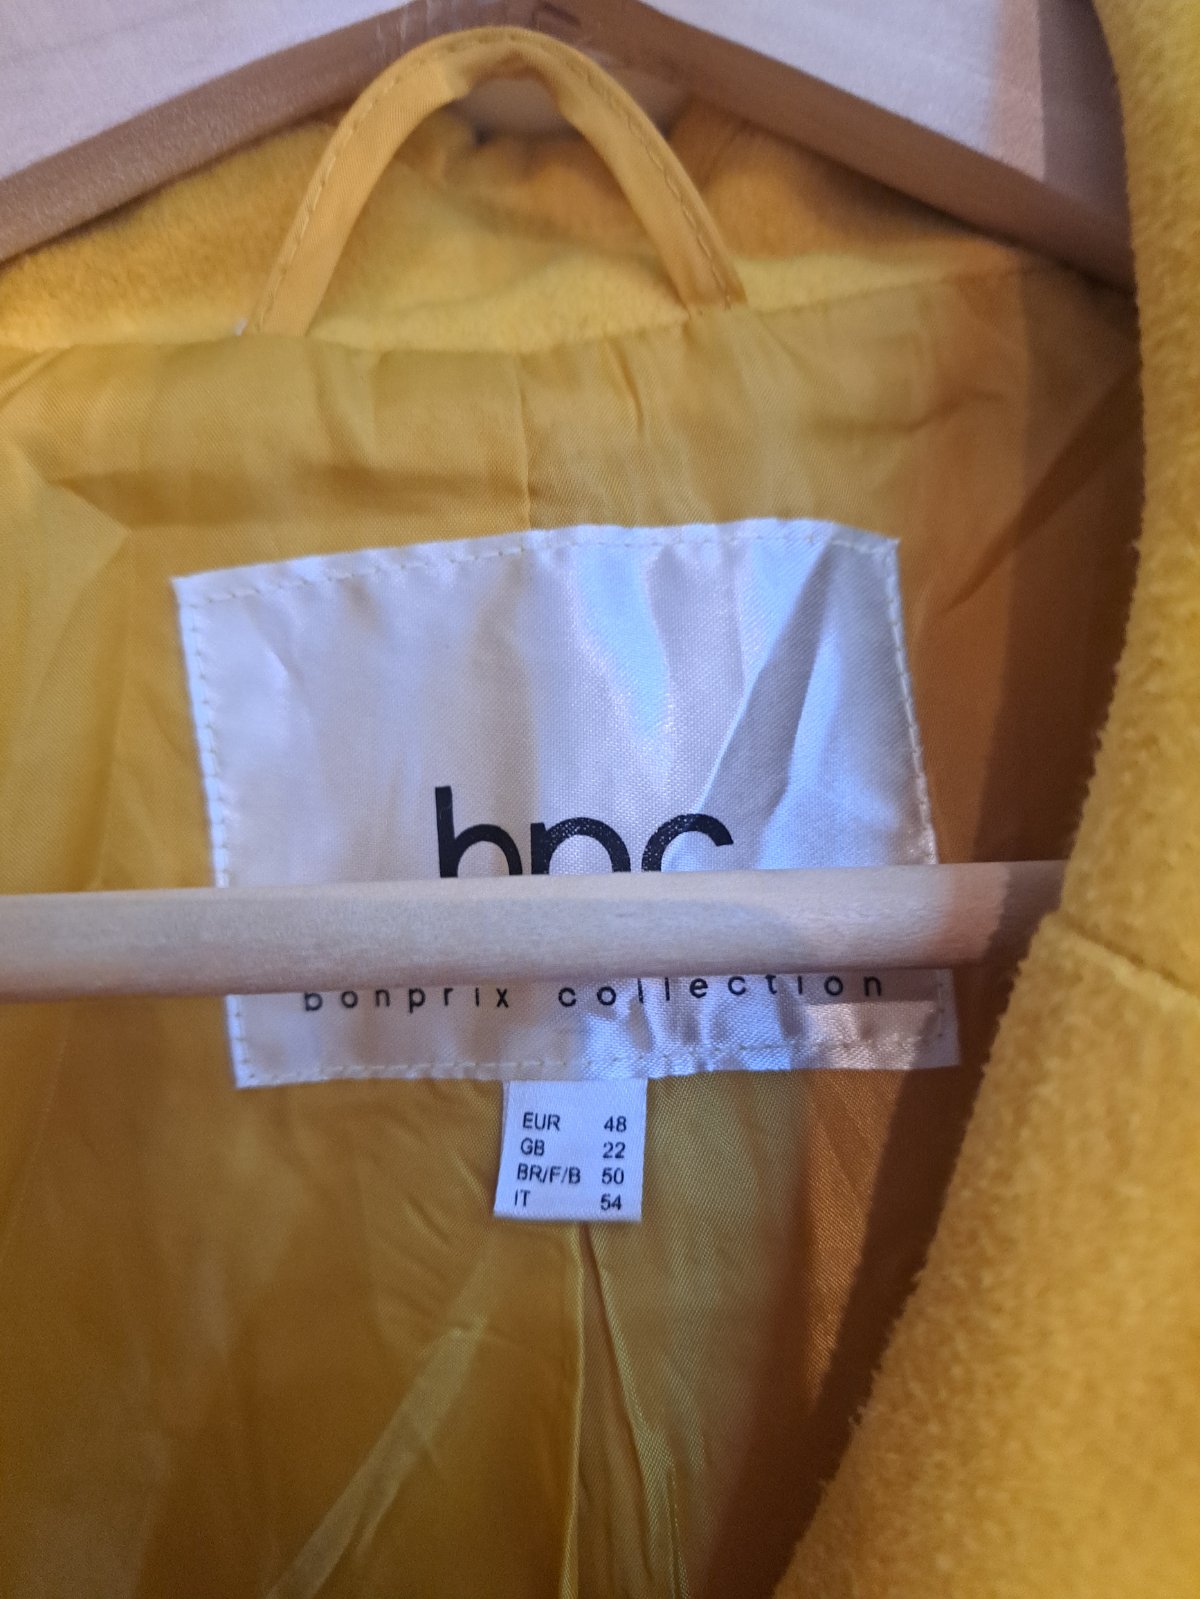 bpc
bonprix collection
EUR 48
GB 22
BR/F/B 50
IT 54